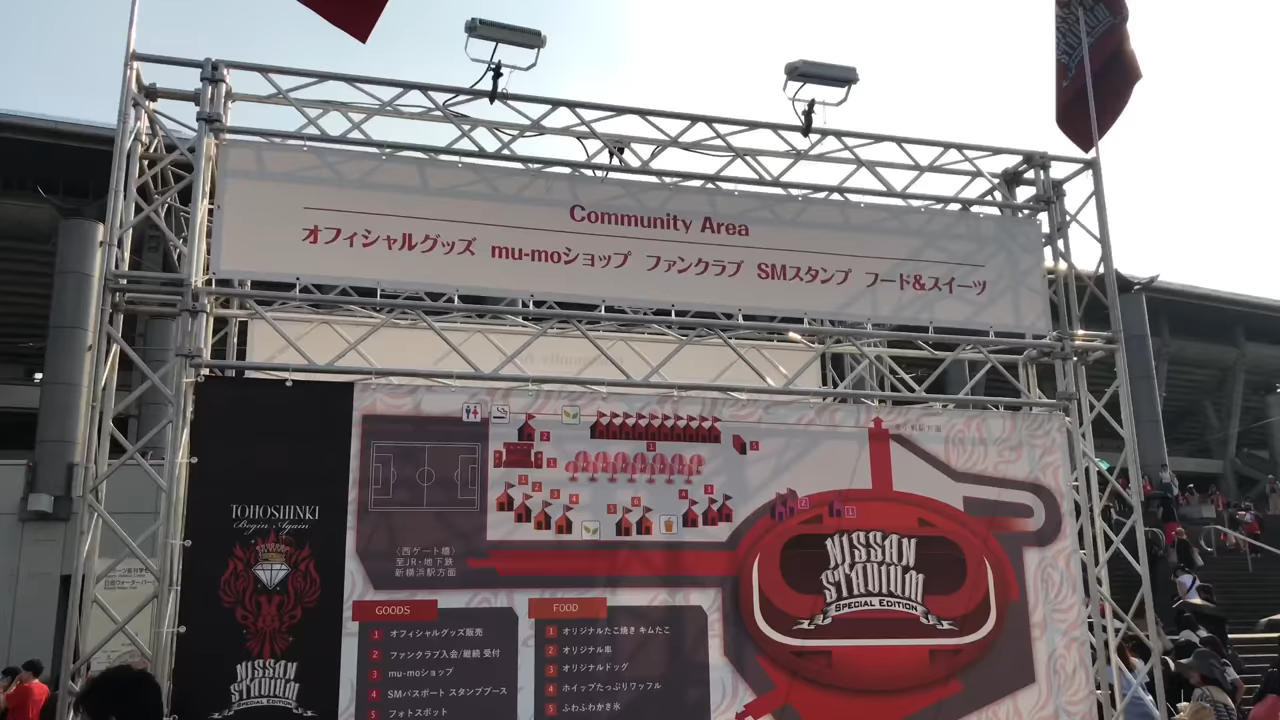 Community Area
オフィシャルグッズ mu-moショップ ファンクラブ SMスタンプ フード&スイーツ
TOHOSHINKI
Begin Again
NISSAN
STADIUM
SPECIAL EDITION
〈西ゲート橋〉
至JR・地下鉄
新横浜駅方面
NISSAN
STADIUM
SPECIAL EDITION
GOODS
1 オフィシャルグッズ販売
2 ファンクラブ入会/継続 受付
3 mu-moショップ
4 SMパスポート スタンプブース
5 フォトスポット
FOOD
1 オリジナルたこ焼き キムたこ
2 オリジナル串
3 オリジナルドッグ
4 ホイップたっぷりワッフル
5 ふわふわかき氷